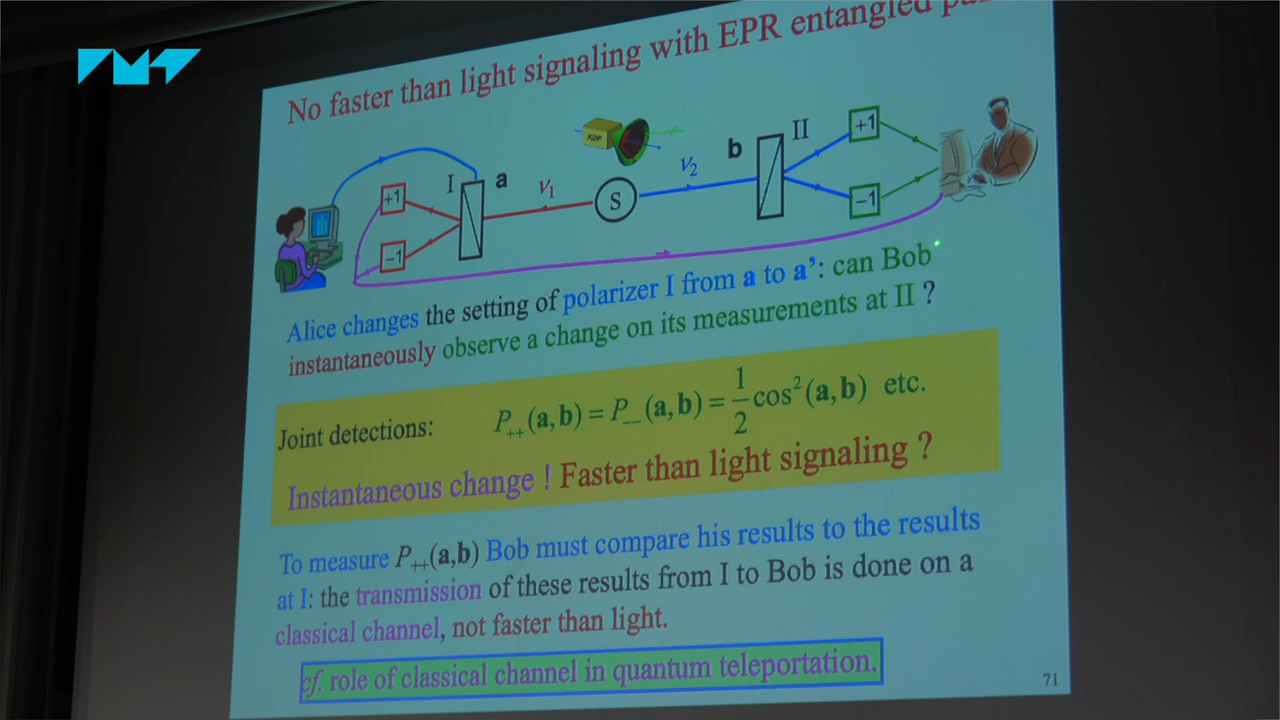 No faster than light signaling with EPR entangled
KDP
+1
I
a
ν₁
S
ν₂
b
II
+1
−1
−1
Alice changes the setting of polarizer I from a to a’: can Bob
instantaneously observe a change on its measurements at II ?
Joint detections: P₊₊(a,b) = P₋₋(a,b) = 1/2 cos²(a,b) etc.
Instantaneous change ! Faster than light signaling ?
To measure P₊₊(a,b) Bob must compare his results to the results
at I: the transmission of these results from I to Bob is done on a
classical channel, not faster than light.
cf. role of classical channel in quantum teleportation.
71